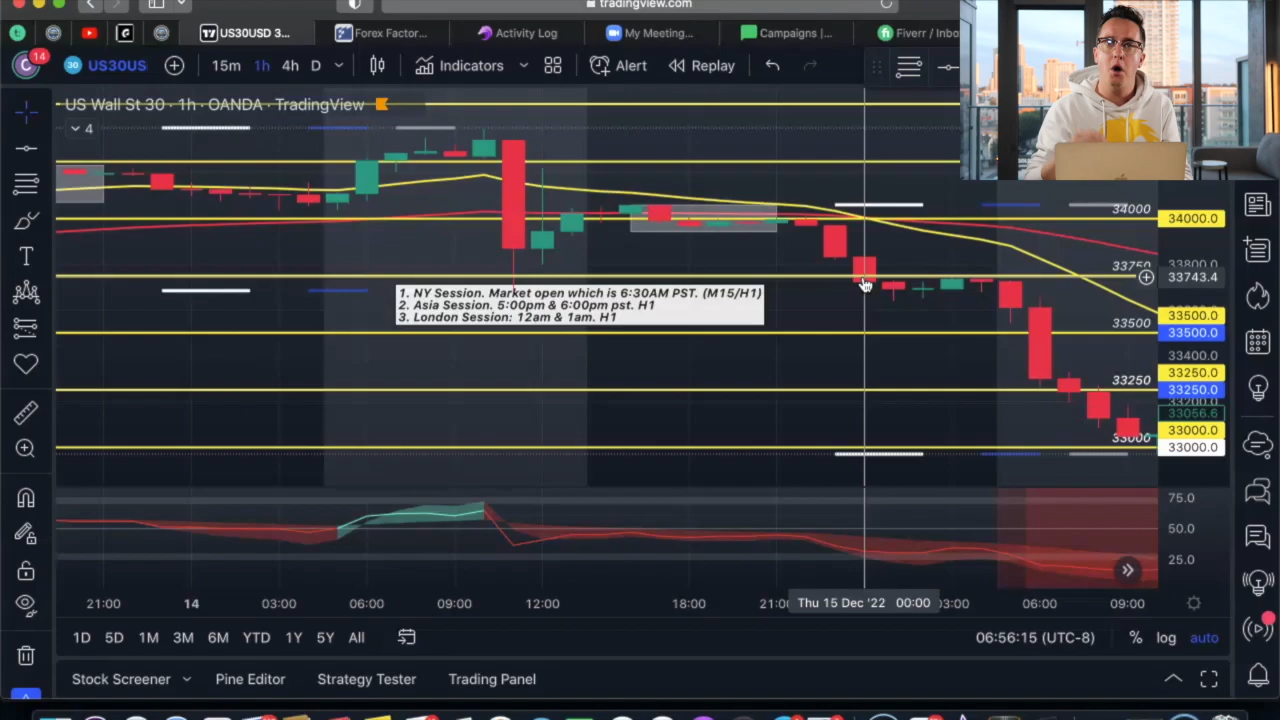 tradingview.com
US30USD 3...
Forex Factor...
Activity Log
My Meeting...
Campaigns |...
Fiverr / Inbo
14
30
US30US
15m
1h
4h
D
Indicators
Alert
Replay
US Wall St 30 · 1h · OANDA · TradingView
4
34000
34000.0
33800.0
33750
33743.4
1. NY Session. Market open which is 6:30AM PST. (M15/H1)
2. Asia Session. 5:00pm & 6:00pm pst. H1
3. London Session: 12am & 1am. H1
33500.0
33500
33500.0
33400.0
33250.0
33250
33250.0
33200.0
33056.6
33000.0
33000
33000.0
75.0
50.0
25.0
21:00
14
03:00
06:00
09:00
12:00
18:00
21:00
Thu 15 Dec '22 00:00
03:00
06:00
09:00
1D
5D
1M
3M
6M
YTD
1Y
5Y
All
06:56:15 (UTC-8)
%
log
auto
Stock Screener
Pine Editor
Strategy Tester
Trading Panel